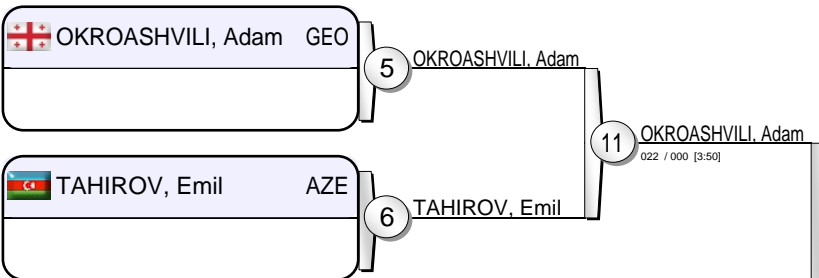 OKROASHVILI, Adam GEO
5
OKROASHVILI, Adam
TAHIROV, Emil AZE
6
TAHIROV, Emil
11
OKROASHVILI, Adam
022 / 000 [3:50]